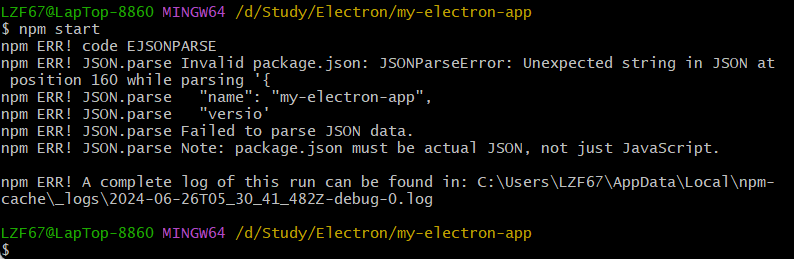 LZF67@LapTop-8860 MINGW64 /d/Study/Electron/my-electron-app
$ npm start
npm ERR! code EJSONPARSE
npm ERR! JSON.parse Invalid package.json: JSONParseError: Unexpected string in JSON at
 position 160 while parsing '{
npm ERR! JSON.parse   "name": "my-electron-app",
npm ERR! JSON.parse   "versio'
npm ERR! JSON.parse Failed to parse JSON data.
npm ERR! JSON.parse Note: package.json must be actual JSON, not just JavaScript.

npm ERR! A complete log of this run can be found in: C:\Users\LZF67\AppData\Local\npm-
cache\_logs\2024-06-26T05_30_41_482Z-debug-0.log

LZF67@LapTop-8860 MINGW64 /d/Study/Electron/my-electron-app
$